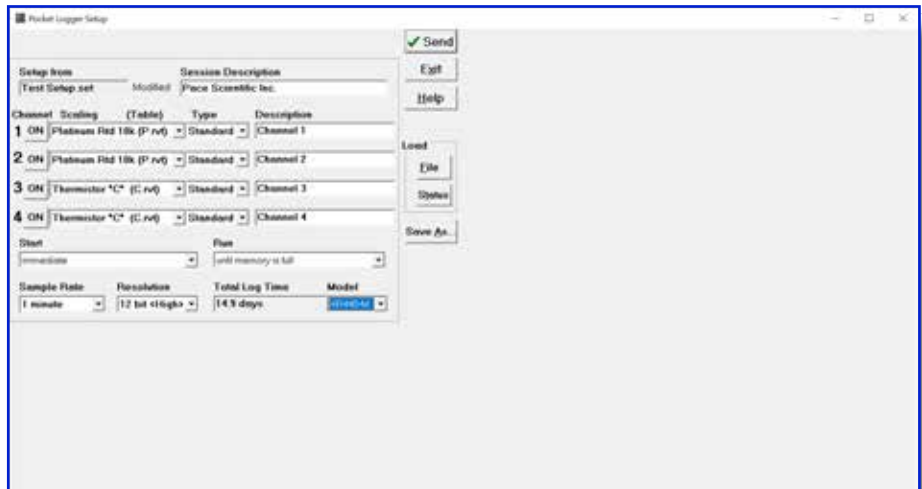 Pocket Logger Setup
Send
Setup from
Session Description
Exit
Test Setup.set
Modified
Pace Scientific Inc.
Help
Channel Scaling (Table) Type Description
1 ON Platinum Rtd 10k (P.rvt) Standard Channel 1
2 ON Platinum Rtd 10k (P.rvt) Standard Channel 2
3 ON Thermistor "C" (C.rvt) Standard Channel 3
4 ON Thermistor "C" (C.rvt) Standard Channel 4
Load
File
Status
Save As...
Start
Run
immediate
until memory is full
Sample Rate Resolution Total Log Time Model
1 minute 12 bit <High> 14.9 days